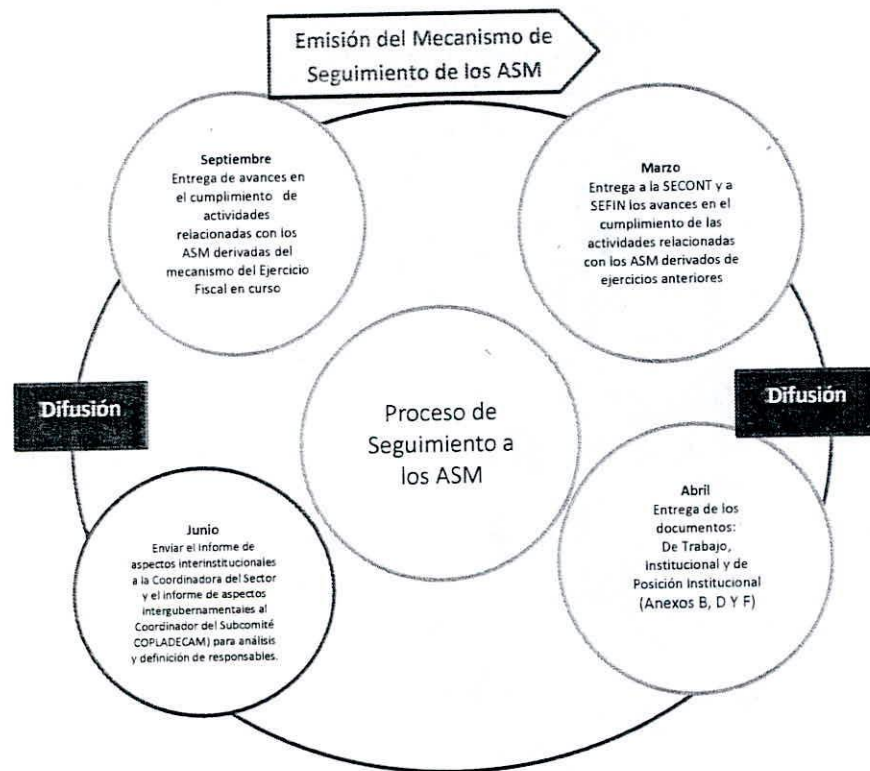 Emisión del Mecanismo de
Seguimiento de los ASM
Septiembre
Entrega de avances en
el cumplimiento de
actividades
relacionadas con los
ASM derivadas del
mecanismo del Ejercicio
Fiscal en curso
Marzo
Entrega a la SECONT y a
SEFIN los avances en el
cumplimiento de las
actividades relacionadas
con los ASM derivados de
ejercicios anteriores
Difusión
Difusión
Proceso de
Seguimiento a
los ASM
Junio
Enviar el informe de
aspectos interinstitucionales
a la Coordinadora del Sector
y el informe de aspectos
intergubernamentales al
Coordinador del Subcomité
COPLADECAM) para análisis
y definición de responsables.
Abril
Entrega de los
documentos:
De Trabajo,
Institucional y de
Posición Institucional
(Anexos B, D Y F)